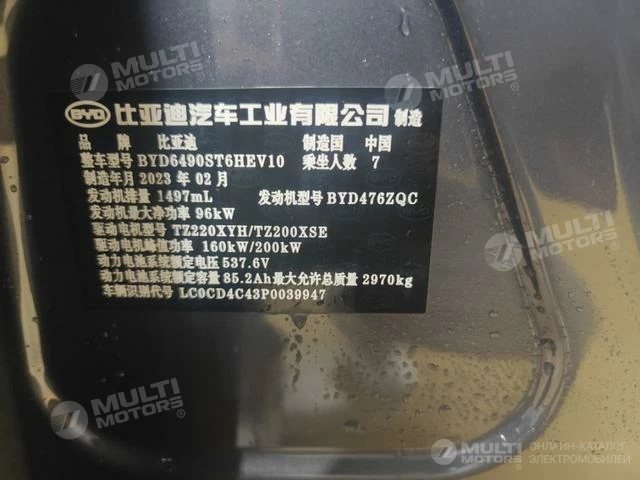 MULTI MOTORS®
MULTI MOTORS®
MULTI MOTORS®
BYD 比亚迪汽车工业有限公司 制造
品 牌 比亚迪 制造国 中国
整车型号 BYD6490ST6HEV10 乘坐人数 7
制造年月 2023 年 02 月
发动机排量 1497mL 发动机型号 BYD476ZQC
发动机最大净功率 96kW
驱动电机型号 TZ220XYH/TZ200XSE
驱动电机峰值功率 160kW/200kW
动力电池系统额定电压 537.6V
动力电池系统额定容量 85.2Ah 最大允许总质量 2970kg
车辆识别代号 LC0CD4C43P0039947
MULTI MOTORS®
MULTI MOTORS®
MULTI MOTORS
ОНЛАЙН-КАТАЛОГ
ЭЛЕКТРОМОБИЛЕЙ